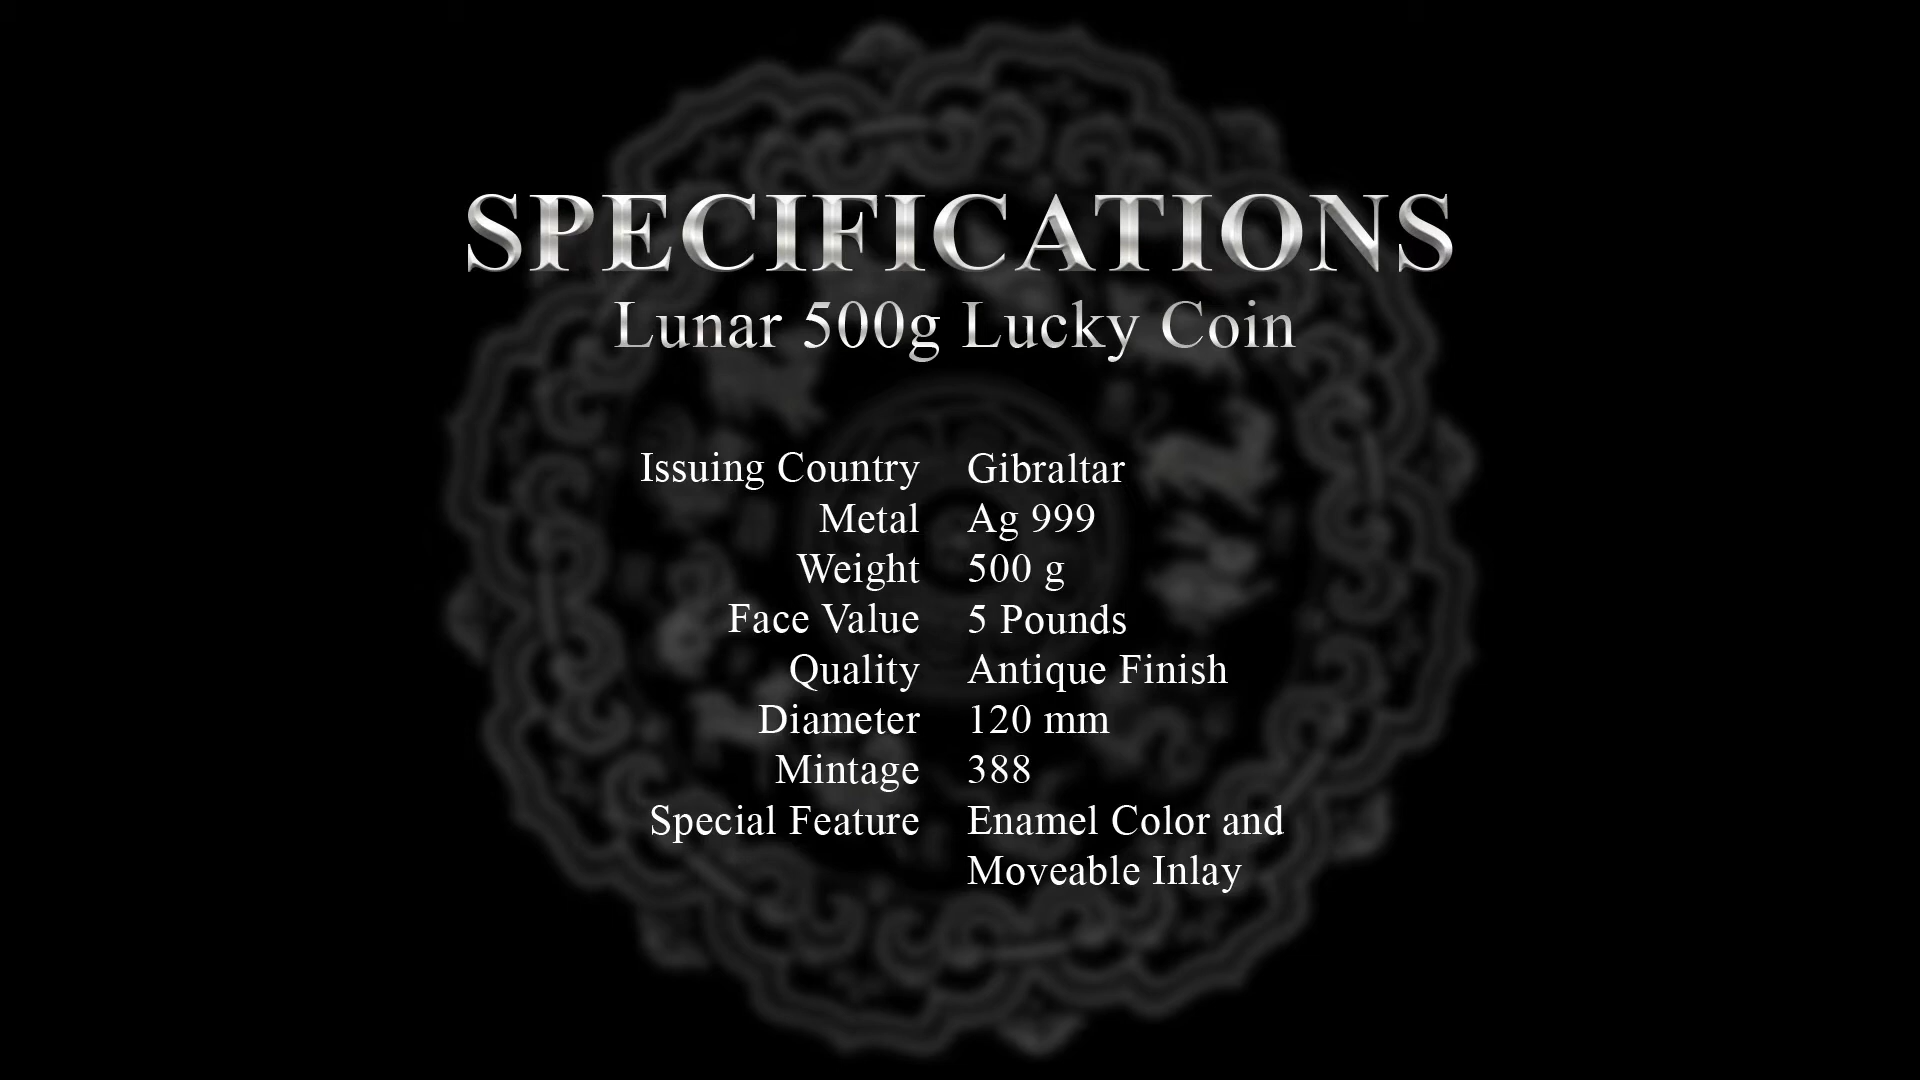 SPECIFICATIONS
Lunar 500g Lucky Coin
Issuing Country Gibraltar
Metal Ag 999
Weight 500 g
Face Value 5 Pounds
Quality Antique Finish
Diameter 120 mm
Mintage 388
Special Feature Enamel Color and
Moveable Inlay